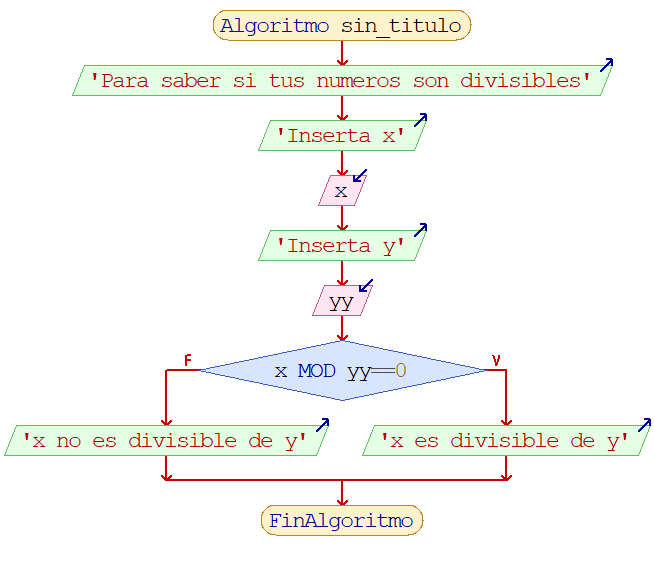 Algoritmo sin_titulo
'Para saber si tus numeros son divisibles'
'Inserta x'
x
'Inserta y'
yy
x MOD yy==0
F
V
'x no es divisible de y'
'x es divisible de y'
FinAlgoritmo